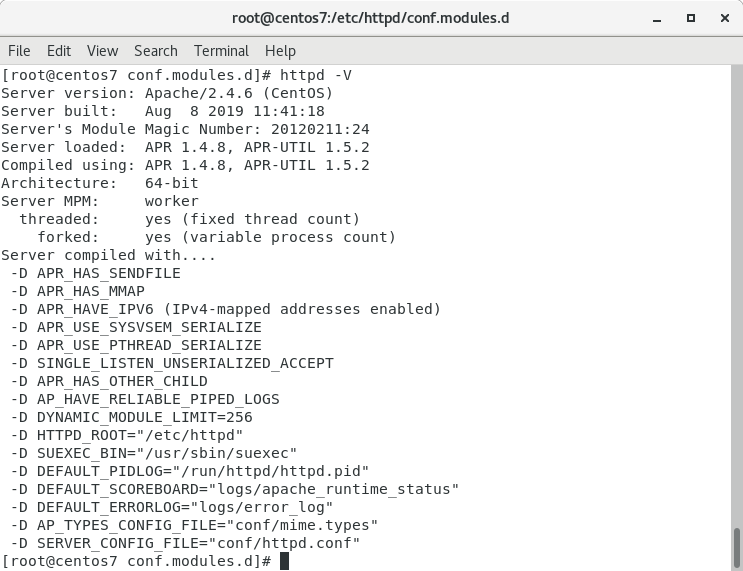 root@centos7:/etc/httpd/conf.modules.d
File Edit View Search Terminal Help
[root@centos7 conf.modules.d]# httpd -V
Server version: Apache/2.4.6 (CentOS)
Server built:   Aug  8 2019 11:41:18
Server's Module Magic Number: 20120211:24
Server loaded:  APR 1.4.8, APR-UTIL 1.5.2
Compiled using: APR 1.4.8, APR-UTIL 1.5.2
Architecture:   64-bit
Server MPM:     worker
  threaded:     yes (fixed thread count)
    forked:     yes (variable process count)
Server compiled with....
 -D APR_HAS_SENDFILE
 -D APR_HAS_MMAP
 -D APR_HAVE_IPV6 (IPv4-mapped addresses enabled)
 -D APR_USE_SYSVSEM_SERIALIZE
 -D APR_USE_PTHREAD_SERIALIZE
 -D SINGLE_LISTEN_UNSERIALIZED_ACCEPT
 -D APR_HAS_OTHER_CHILD
 -D AP_HAVE_RELIABLE_PIPED_LOGS
 -D DYNAMIC_MODULE_LIMIT=256
 -D HTTPD_ROOT="/etc/httpd"
 -D SUEXEC_BIN="/usr/sbin/suexec"
 -D DEFAULT_PIDLOG="/run/httpd/httpd.pid"
 -D DEFAULT_SCOREBOARD="logs/apache_runtime_status"
 -D DEFAULT_ERRORLOG="logs/error_log"
 -D AP_TYPES_CONFIG_FILE="conf/mime.types"
 -D SERVER_CONFIG_FILE="conf/httpd.conf"
[root@centos7 conf.modules.d]#